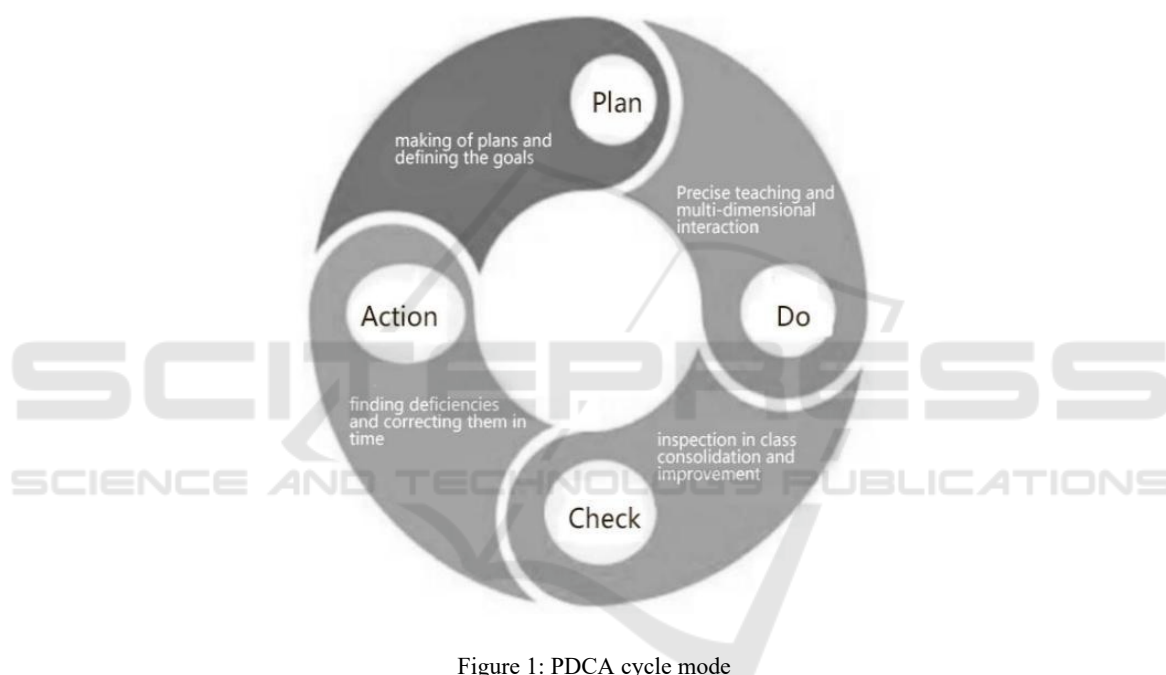 Plan
making of plans and
defining the goals
Precise teaching and
multi-dimensional
interaction
Do
Action
finding deficiencies
and correcting them in
time
inspection in class
consolidation and
improvement
Check
SCITEPRESS
SCIENCE AND TECHNOLOGY PUBLICATIONS
Figure 1: PDCA cycle mode